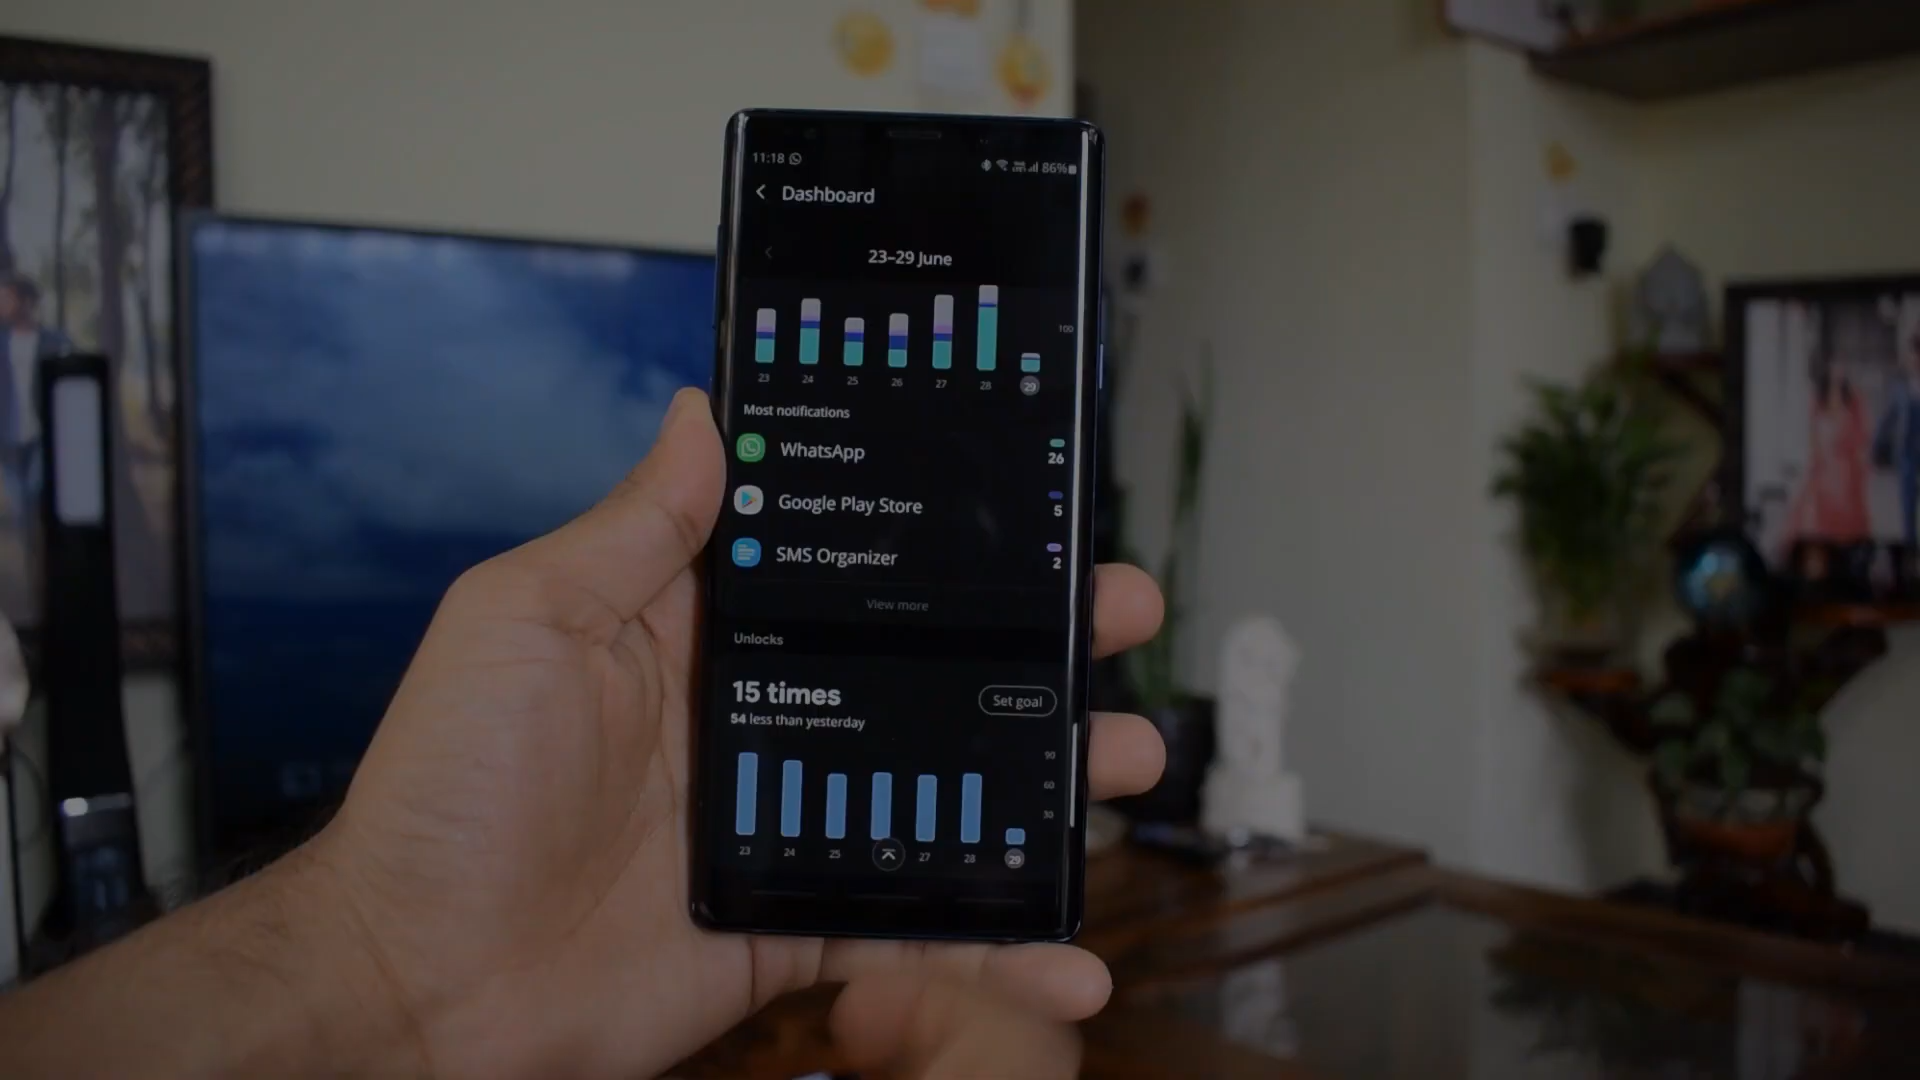 11:18 86%
Dashboard
23–29 June
100
23 24 25 26 27 28 29
Most notifications
WhatsApp 26
Google Play Store 5
SMS Organizer 2
View more
Unlocks
15 times Set goal
54 less than yesterday
90
60
30
23 24 25 27 28 29